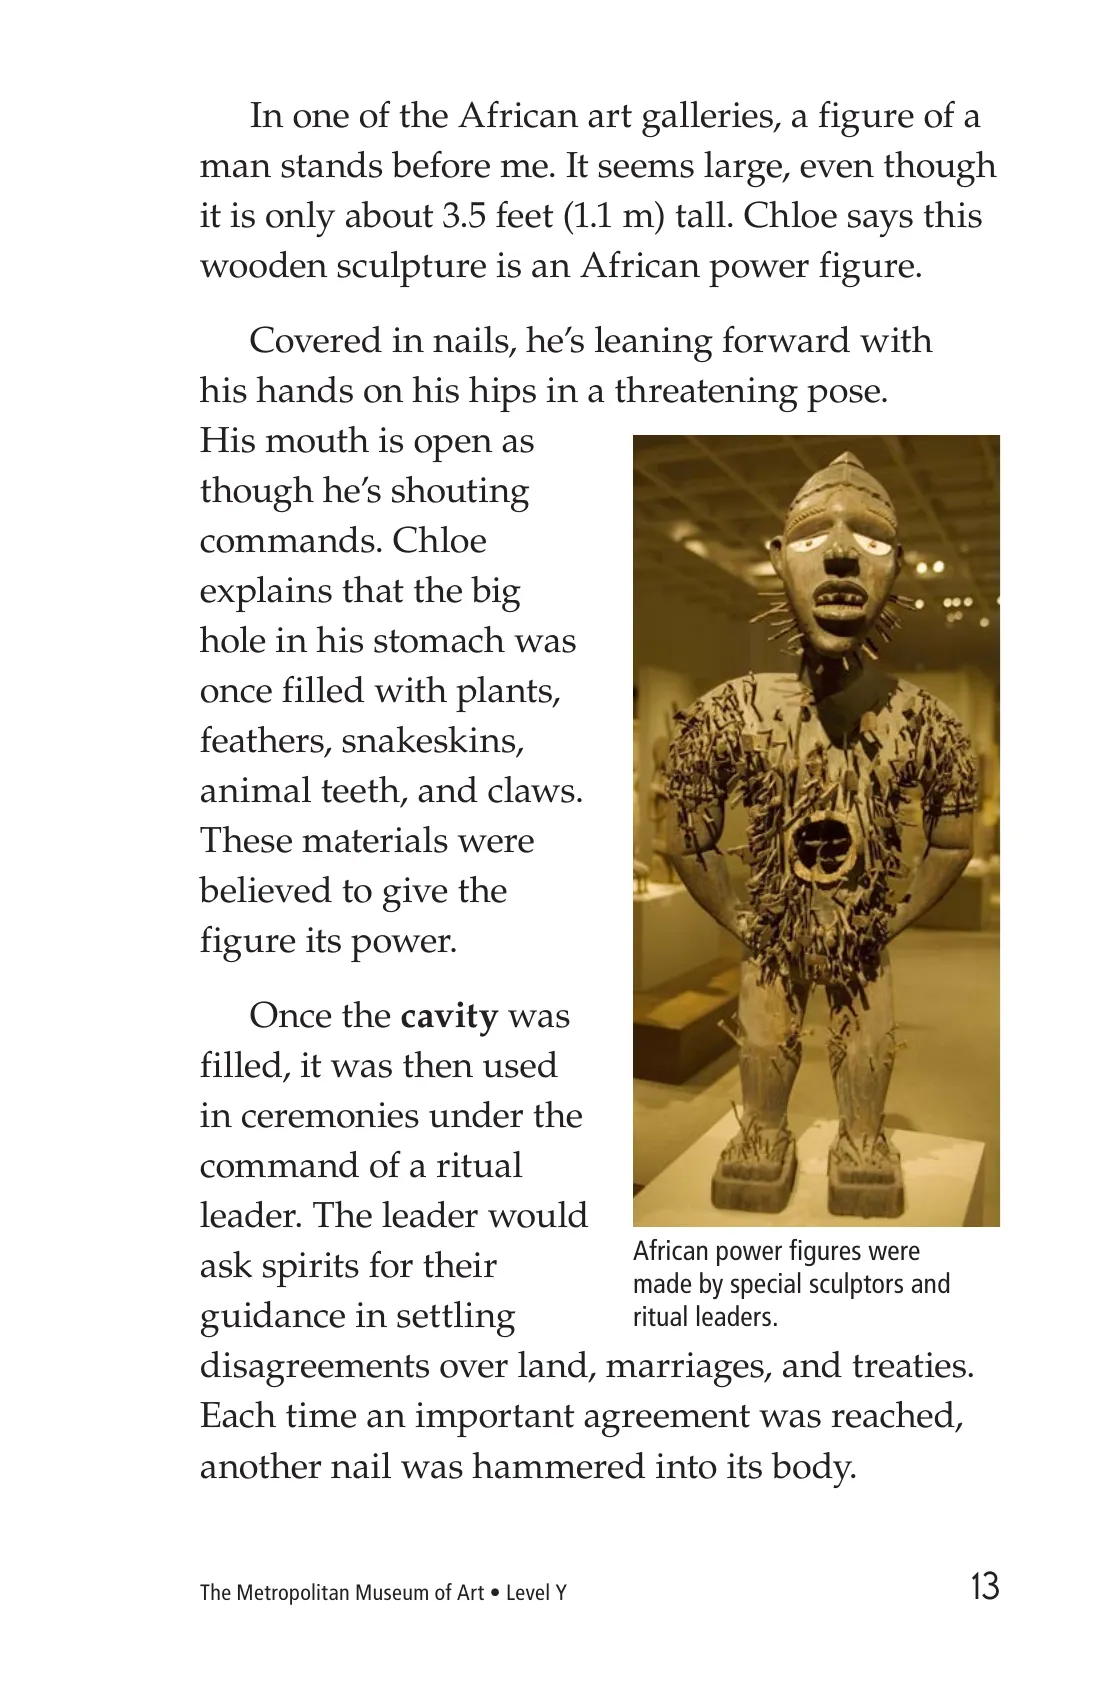 In one of the African art galleries, a figure of a
man stands before me. It seems large, even though
it is only about 3.5 feet (1.1 m) tall. Chloe says this
wooden sculpture is an African power figure.
Covered in nails, he’s leaning forward with
his hands on his hips in a threatening pose.
His mouth is open as
though he’s shouting
commands. Chloe
explains that the big
hole in his stomach was
once filled with plants,
feathers, snakeskins,
animal teeth, and claws.
These materials were
believed to give the
figure its power.
Once the cavity was
filled, it was then used
in ceremonies under the
command of a ritual
leader. The leader would
ask spirits for their
guidance in settling
disagreements over land, marriages, and treaties.
Each time an important agreement was reached,
another nail was hammered into its body.
African power figures were
made by special sculptors and
ritual leaders.
The Metropolitan Museum of Art • Level Y
13